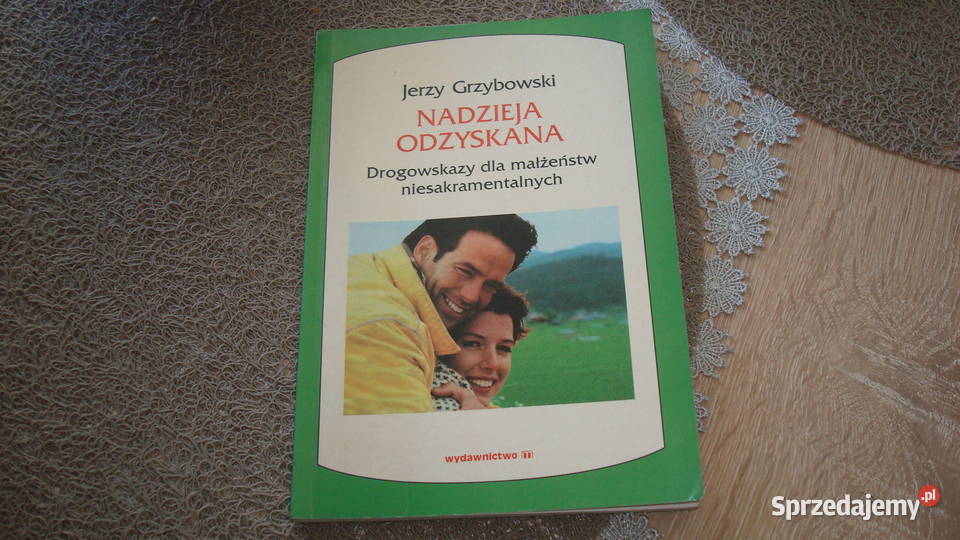 Jerzy Grzybowski
NADZIEJA
ODZYSKANA
Drogowskazy dla małżeństw
niesakramentalnych
wydawnictwo m
Sprzedajemy.pl